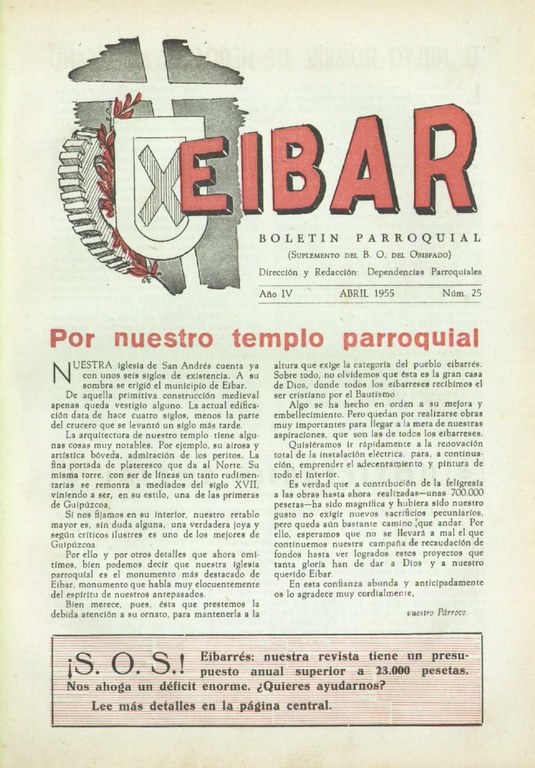 EIBAR
BOLETIN PARROQUIAL
(SUPLEMENTO DEL B. O. DEL OBISPADO)
Dirección y Redacción: Dependencias Parroquiales
Año IV ABRIL 1955 Núm. 25
Por nuestro templo parroquial
NUESTRA iglesia de San Andrés cuenta ya
con unos seis siglos de existencia. A su
sombra se erigió el municipio de Eibar.
De aquella primitiva construcción medieval
apenas queda vestigio alguno. La actual edifica-
ción data de hace cuatro siglos, menos la parte
del crucero que se levantó un siglo más tarde.
La arquitectura de nuestro templo tiene algu-
nas cosas muy notables. Por ejemplo, su airosa y
artística bóveda, admiración de los peritos. La
fina portada de plateresco que da al Norte. Su
misma torre, con ser de líneas un tanto rudimen-
tarias se remonta a mediados del siglo XVII,
viniendo a ser, en su estilo, una de las primeras
de Guipúzcoa.
Si nos fijamos en su interior, nuestro retablo
mayor es, sin duda alguna, una verdadera joya y
según críticos ilustres es uno de los mejores de
Guipúzcoa.
Por ello y por otros detalles que ahora omi-
timos, bien podemos decir que nuestra iglesia
parroquial es el monumento más destacado de
Eibar, monumento que habla muy elocuentemente
del espíritu de nuestros antepasados.
Bien merece, pues, ésta que prestemos la
debida atención a su ornato, para mantenerla a la
altura que exige la categoría del pueblo eibarrés.
Sobre todo, no olvidemos que ésta es la gran casa
de Dios, donde todos los eibarreses recibimos el
ser cristiano por el Bautismo.
Algo se ha hecho en orden a su mejora y
embellecimiento. Pero quedan por realizarse obras
muy importantes para llegar a la meta de nuestras
aspiraciones, que son las de todos los eibarreses.
Quisiéramos ir rápidamente a la renovación
total de la instalación eléctrica, para, a continua-
ción, emprender el adecentamiento y pintura de
todo el interior.
Es verdad que a contribución de la feligresía
a las obras hasta ahora realizadas—unas 700.000
pesetas—ha sido magnífica y hubiera sido nuestro
gusto no exigir nuevos sacrificios pecuniarios,
pero queda aún bastante camino que andar. Por
ello, esperamos que no se llevará a mal el que
continuemos nuestra campaña de recaudación de
fondos hasta ver logrados estos proyectos que
tanta gloria han de dar a Dios y a nuestro
querido Eibar.
En esta confianza abunda y anticipadamente
os lo agradece muy cordialmente,
vuestro Párroco.
¡S. O. S.! Eibarrés: nuestra revista tiene un presu-
puesto anual superior a 23.000 pesetas.
Nos ahoga un déficit enorme. ¿Quieres ayudarnos?
Lee más detalles en la página central.